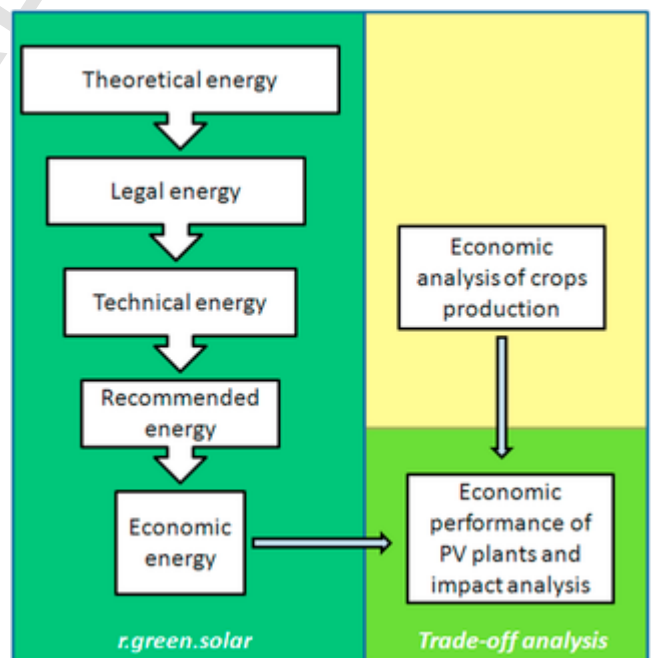 Theoretical energy
Legal energy
Technical energy
Recommended
energy
Economic
energy
r.green.solar
Economic
analysis of crops
production
Economic
performance of
PV plants and
impact analysis
Trade-off analysis